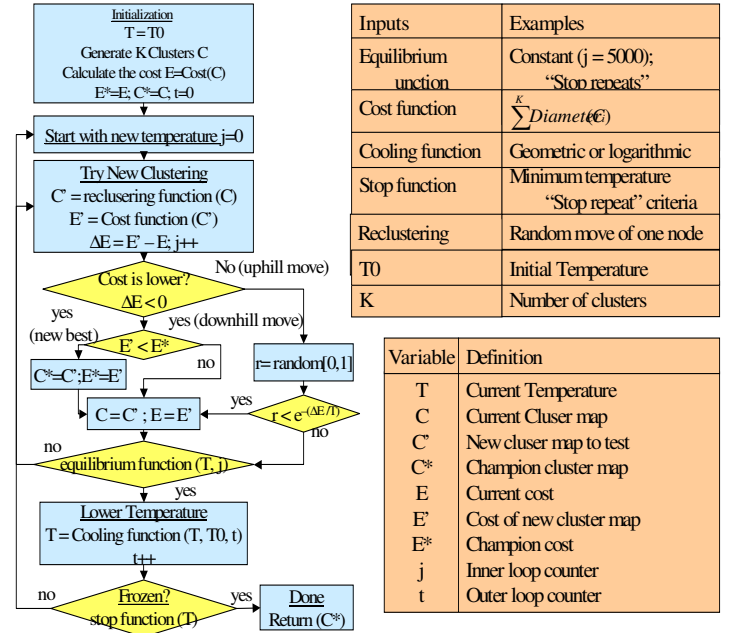 Initialization
T = T0
Generate K Clusters C
Calculate the cost E=Cost(C)
E*=E; C*=C; t=0
Start with new temperature j=0
Try New Clustering
C' = reclusering function (C)
E' = Cost function (C')
ΔE = E' – E; j++
No (uphill move)
Cost is lower?
ΔE < 0
yes
(new best)
yes (downhill move)
E' < E*
no
C*=C';E*=E'
r= random[0,1]
C = C' ; E = E'
yes
r < e^–(ΔE/T)
no
no
equilibrium function (T, j)
yes
Lower Temperature
T = Cooling function (T, T0, t)
t++
no
Frozen?
stop function (T)
yes
Done
Return (C*)
Inputs Examples
Equilibrium Constant (j = 5000);
unction "Stop repeats"
Cost function
K
∑Diameter(C)
Cooling function Geometric or logarithmic
Stop function Minimum temperature
"Stop repeat" criteria
Reclustering Random move of one node
T0 Initial Temperature
K Number of clusters
Variable Definition
T Current Temperature
C Current Cluser map
C' New cluser map to test
C* Champion cluster map
E Current cost
E' Cost of new cluster map
E* Champion cost
j Inner loop counter
t Outer loop counter